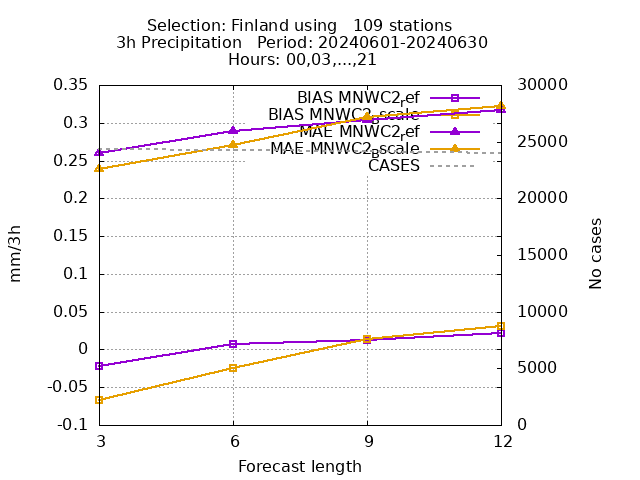 Selection: Finland using   109 stations
3h Precipitation   Period: 20240601-20240630
Hours: 00,03,...,21
0.35
0.3
0.25
0.2
0.15
0.1
0.05
0
-0.05
-0.1
30000
25000
20000
15000
10000
5000
0
BIAS MNWC2_ref
BIAS MNWC2_Bscale
MAE MNWC2_ref
MAE MNWC2_Bscale
CASES
mm/3h
No cases
3 6 9 12
Forecast length